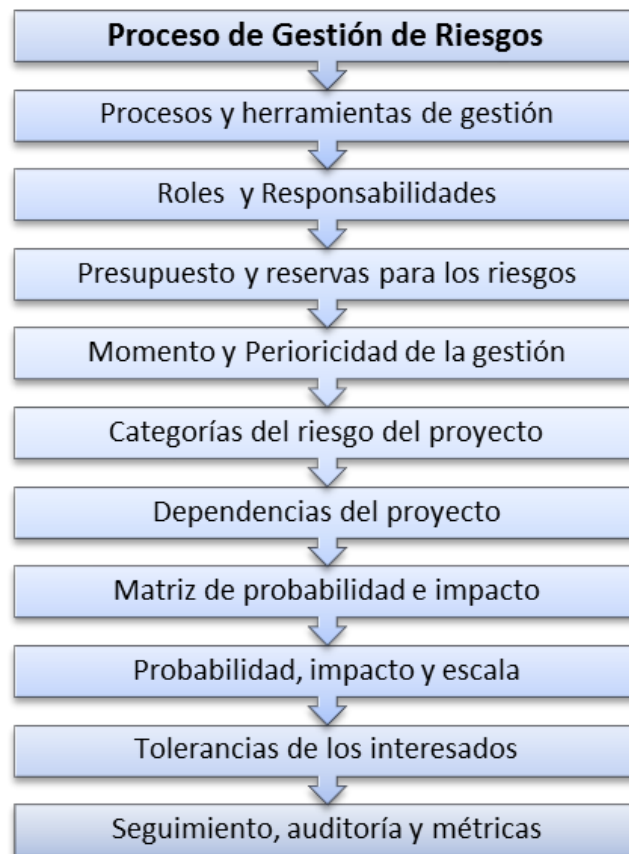 Proceso de Gestión de Riesgos
Procesos y herramientas de gestión
Roles y Responsabilidades
Presupuesto y reservas para los riesgos
Momento y Perioricidad de la gestión
Categorías del riesgo del proyecto
Dependencias del proyecto
Matriz de probabilidad e impacto
Probabilidad, impacto y escala
Tolerancias de los interesados
Seguimiento, auditoría y métricas